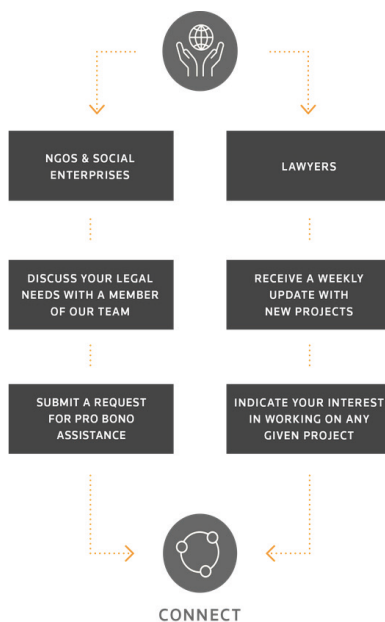 NGOS & SOCIAL
ENTERPRISES
LAWYERS
DISCUSS YOUR LEGAL
NEEDS WITH A MEMBER
OF OUR TEAM
RECEIVE A WEEKLY
UPDATE WITH
NEW PROJECTS
SUBMIT A REQUEST
FOR PRO BONO
ASSISTANCE
INDICATE YOUR INTEREST
IN WORKING ON ANY
GIVEN PROJECT
CONNECT